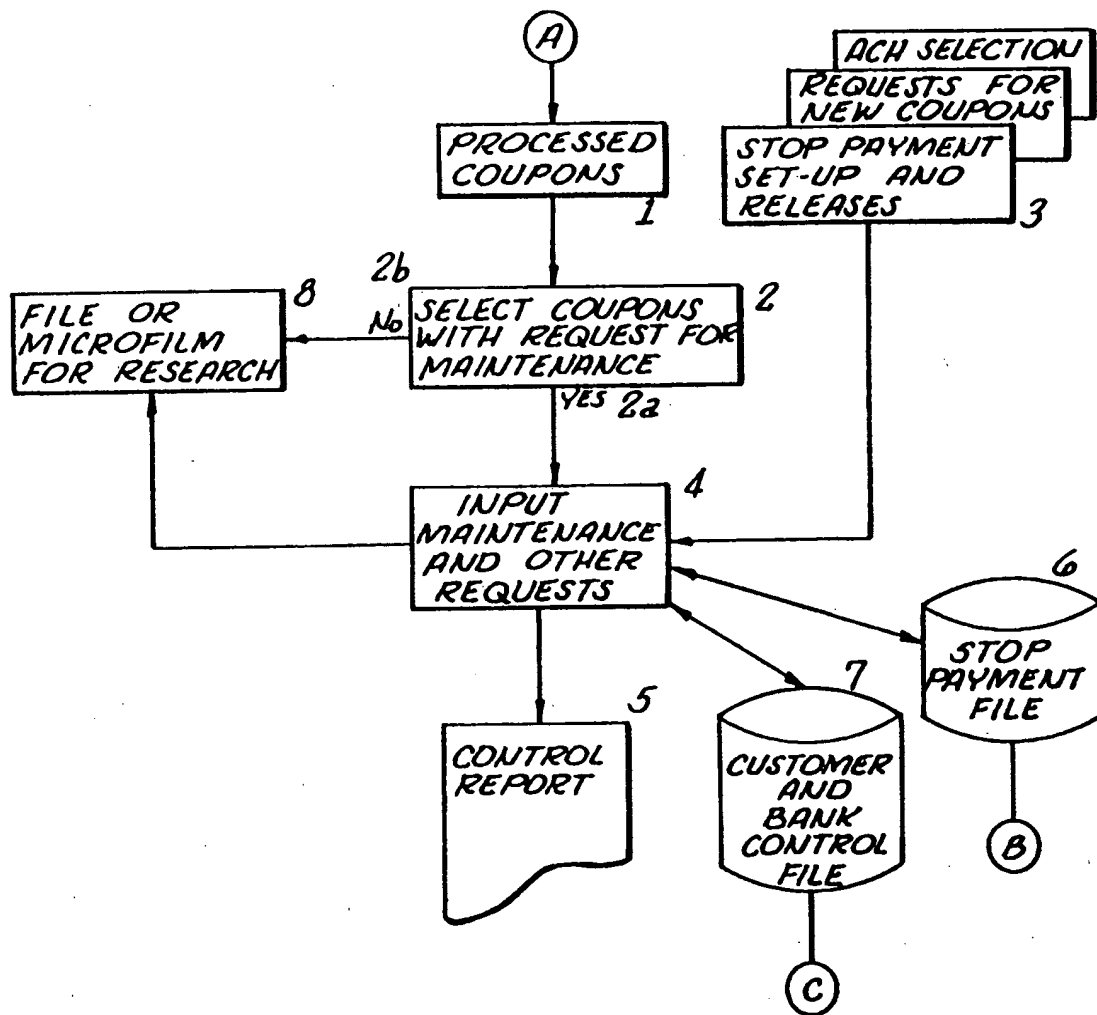 A
ACH SELECTION
REQUESTS FOR
NEW COUPONS
STOP PAYMENT
SET-UP AND
RELEASES
3
PROCESSED
COUPONS
1
2b
No
SELECT COUPONS
WITH REQUEST FOR
MAINTENANCE
2
YES 2a
8
FILE OR
MICROFILM
FOR RESEARCH
INPUT
MAINTENANCE
AND OTHER
REQUESTS
4
6
STOP
PAYMENT
FILE
B
5
CONTROL
REPORT
7
CUSTOMER
AND
BANK
CONTROL
FILE
C